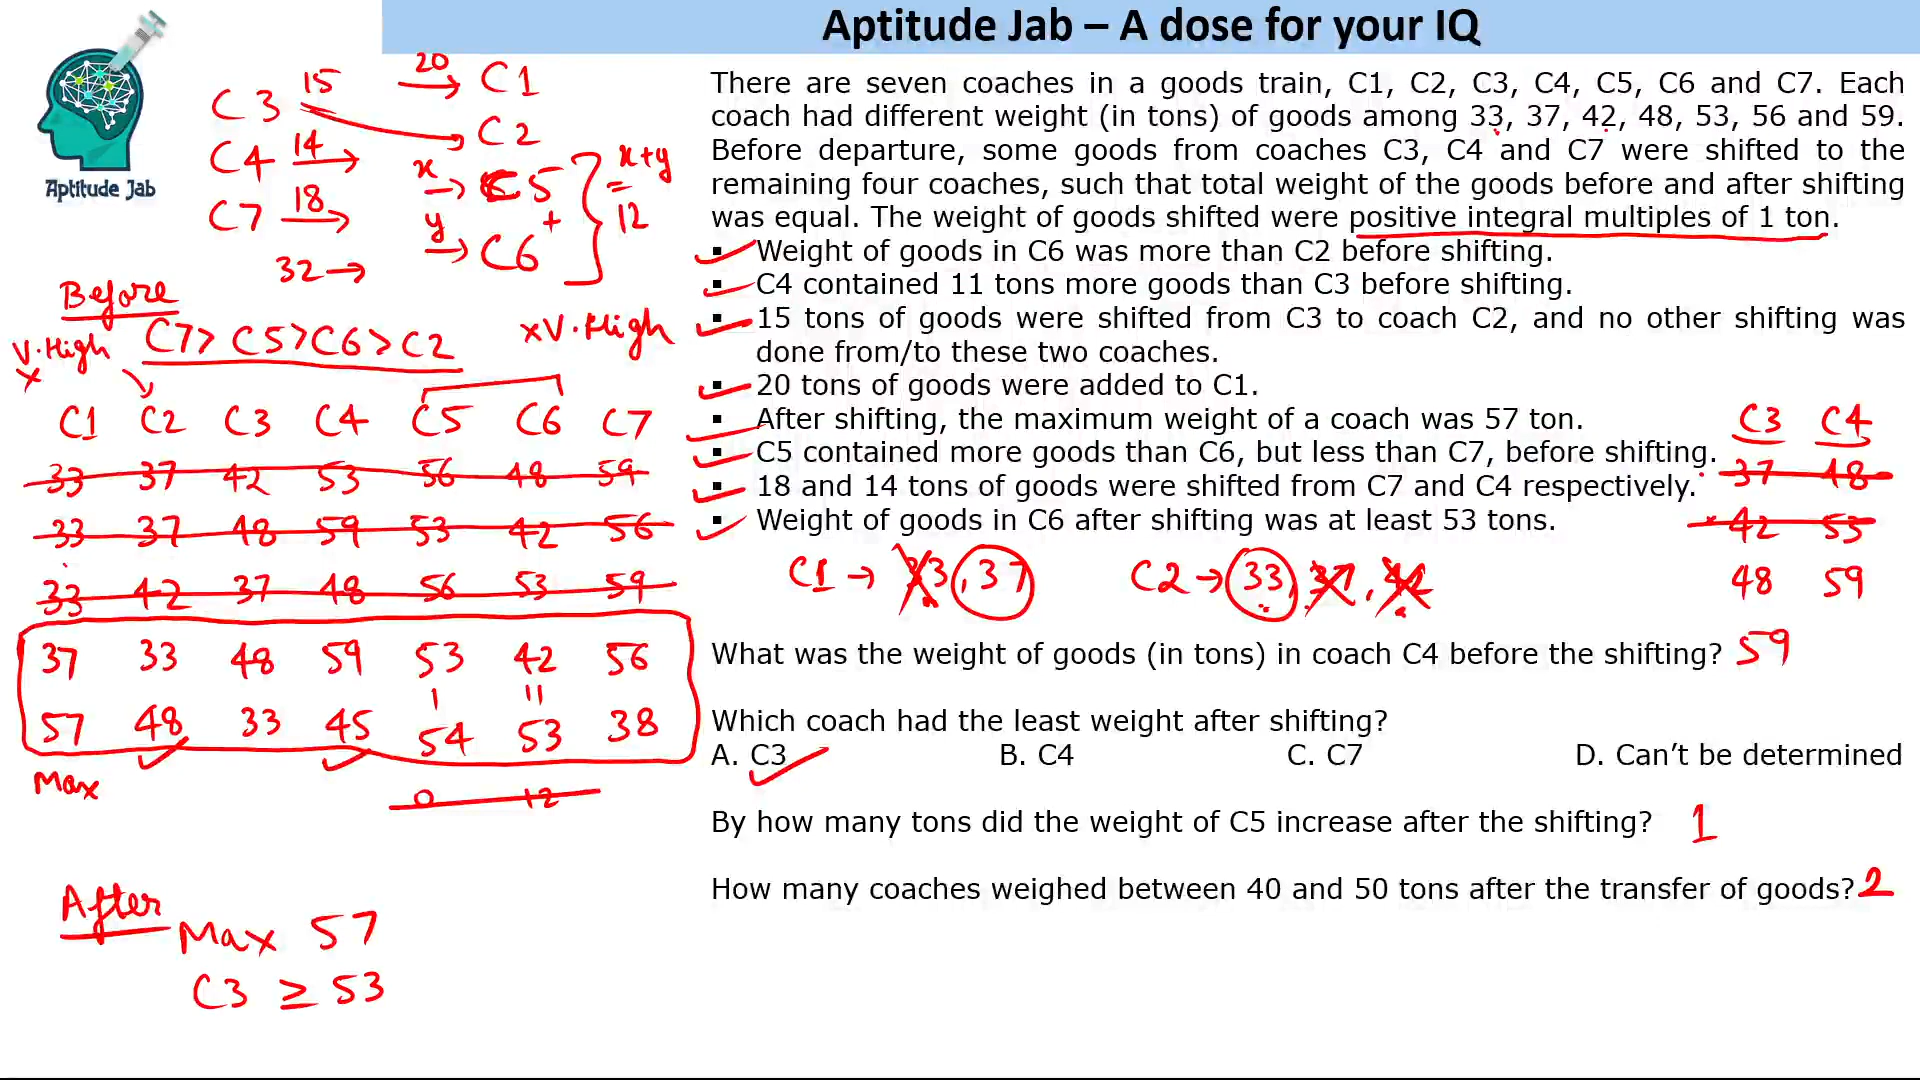 Aptitude Jab – A dose for your IQ
Aptitude Jab
There are seven coaches in a goods train, C1, C2, C3, C4, C5, C6 and C7. Each
coach had different weight (in tons) of goods among 33, 37, 42, 48, 53, 56 and 59.
Before departure, some goods from coaches C3, C4 and C7 were shifted to the
remaining four coaches, such that total weight of the goods before and after shifting
was equal. The weight of goods shifted were positive integral multiples of 1 ton.
▪ Weight of goods in C6 was more than C2 before shifting.
▪ C4 contained 11 tons more goods than C3 before shifting.
▪ 15 tons of goods were shifted from C3 to coach C2, and no other shifting was
done from/to these two coaches.
▪ 20 tons of goods were added to C1.
▪ After shifting, the maximum weight of a coach was 57 ton.
▪ C5 contained more goods than C6, but less than C7, before shifting.
▪ 18 and 14 tons of goods were shifted from C7 and C4 respectively.
▪ Weight of goods in C6 after shifting was at least 53 tons.
C1 → 33, 37 C2 → 33, 37, 42
What was the weight of goods (in tons) in coach C4 before the shifting? 59
Which coach had the least weight after shifting?
A. C3 B. C4 C. C7 D. Can’t be determined
By how many tons did the weight of C5 increase after the shifting? 1
How many coaches weighed between 40 and 50 tons after the transfer of goods? 2
C3 C4
37 48
42 53
48 59
C3 15 20 → C1
C2
C4 14 →
x → 5
C7 18 →
y → + C6
x+y
=
12
32 →
Before
C7 > C5 > C6 > C2
V. High
x
xV. High
C1 C2 C3 C4 C5 C6 C7
33 37 42 53 56 48 59
33 37 48 59 53 42 56
33 42 37 48 56 53 59
37 33 48 59 53 42 56
1 11
57 48 33 45 54 53 38
Max
0 12
After
Max 57
C3 ≥ 53